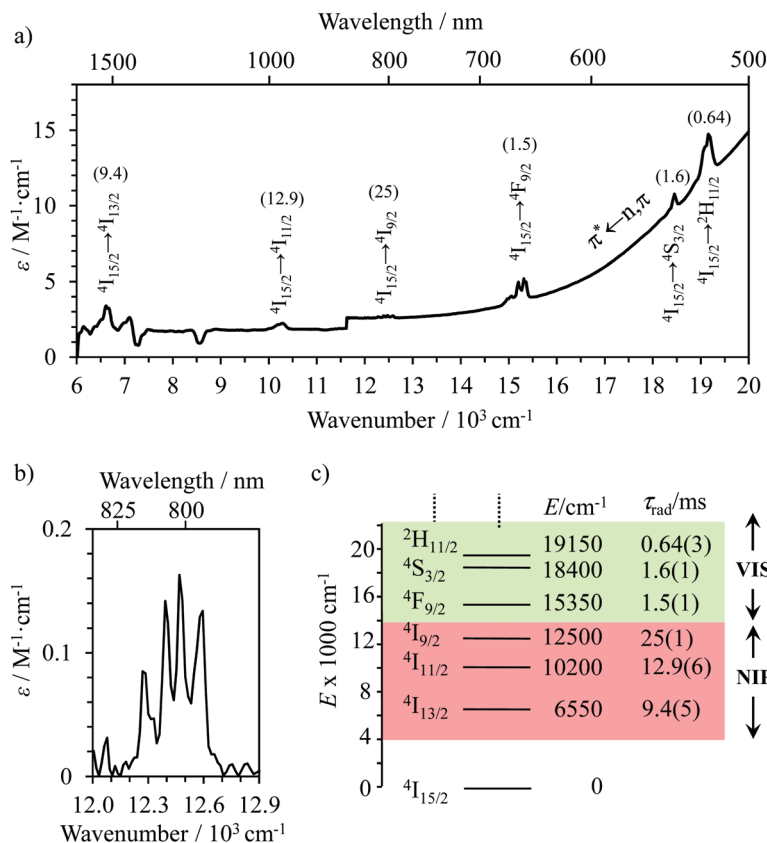 a)
Wavelength / nm
1500 1000 800 700 600 500
15
10
5
0
ε / M⁻¹·cm⁻¹
(9.4)
⁴I₁₅/₂→⁴I₁₃/₂
(12.9)
⁴I₁₅/₂→⁴I₁₁/₂
(25)
⁴I₁₅/₂→⁴I₉/₂
(1.5)
⁴I₁₅/₂→⁴F₉/₂
π*←n,π
(1.6)
⁴I₁₅/₂→⁴S₃/₂
(0.64)
⁴I₁₅/₂→²H₁₁/₂
6 7 8 9 10 11 12 13 14 15 16 17 18 19 20
Wavenumber / 10³ cm⁻¹
b)
Wavelength / nm
825 800
0.2
0.1
0
ε / M⁻¹·cm⁻¹
12.0 12.3 12.6 12.9
Wavenumber / 10³ cm⁻¹
c)
E/cm⁻¹ τrad/ms
²H₁₁/₂ 19150 0.64(3)
⁴S₃/₂ 18400 1.6(1)
⁴F₉/₂ 15350 1.5(1)
⁴I₉/₂ 12500 25(1)
⁴I₁₁/₂ 10200 12.9(6)
⁴I₁₃/₂ 6550 9.4(5)
⁴I₁₅/₂ 0
E x 1000 cm⁻¹
20
16
12
8
4
0
VIS
NIR